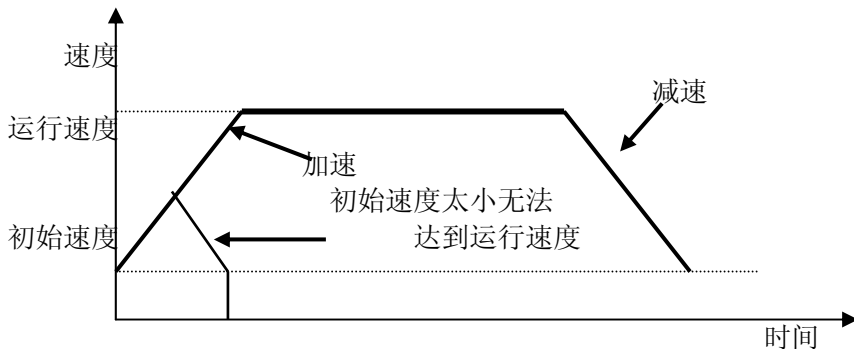 速度
减速
运行速度
加速
初始速度太小无法
初始速度
达到运行速度
时间